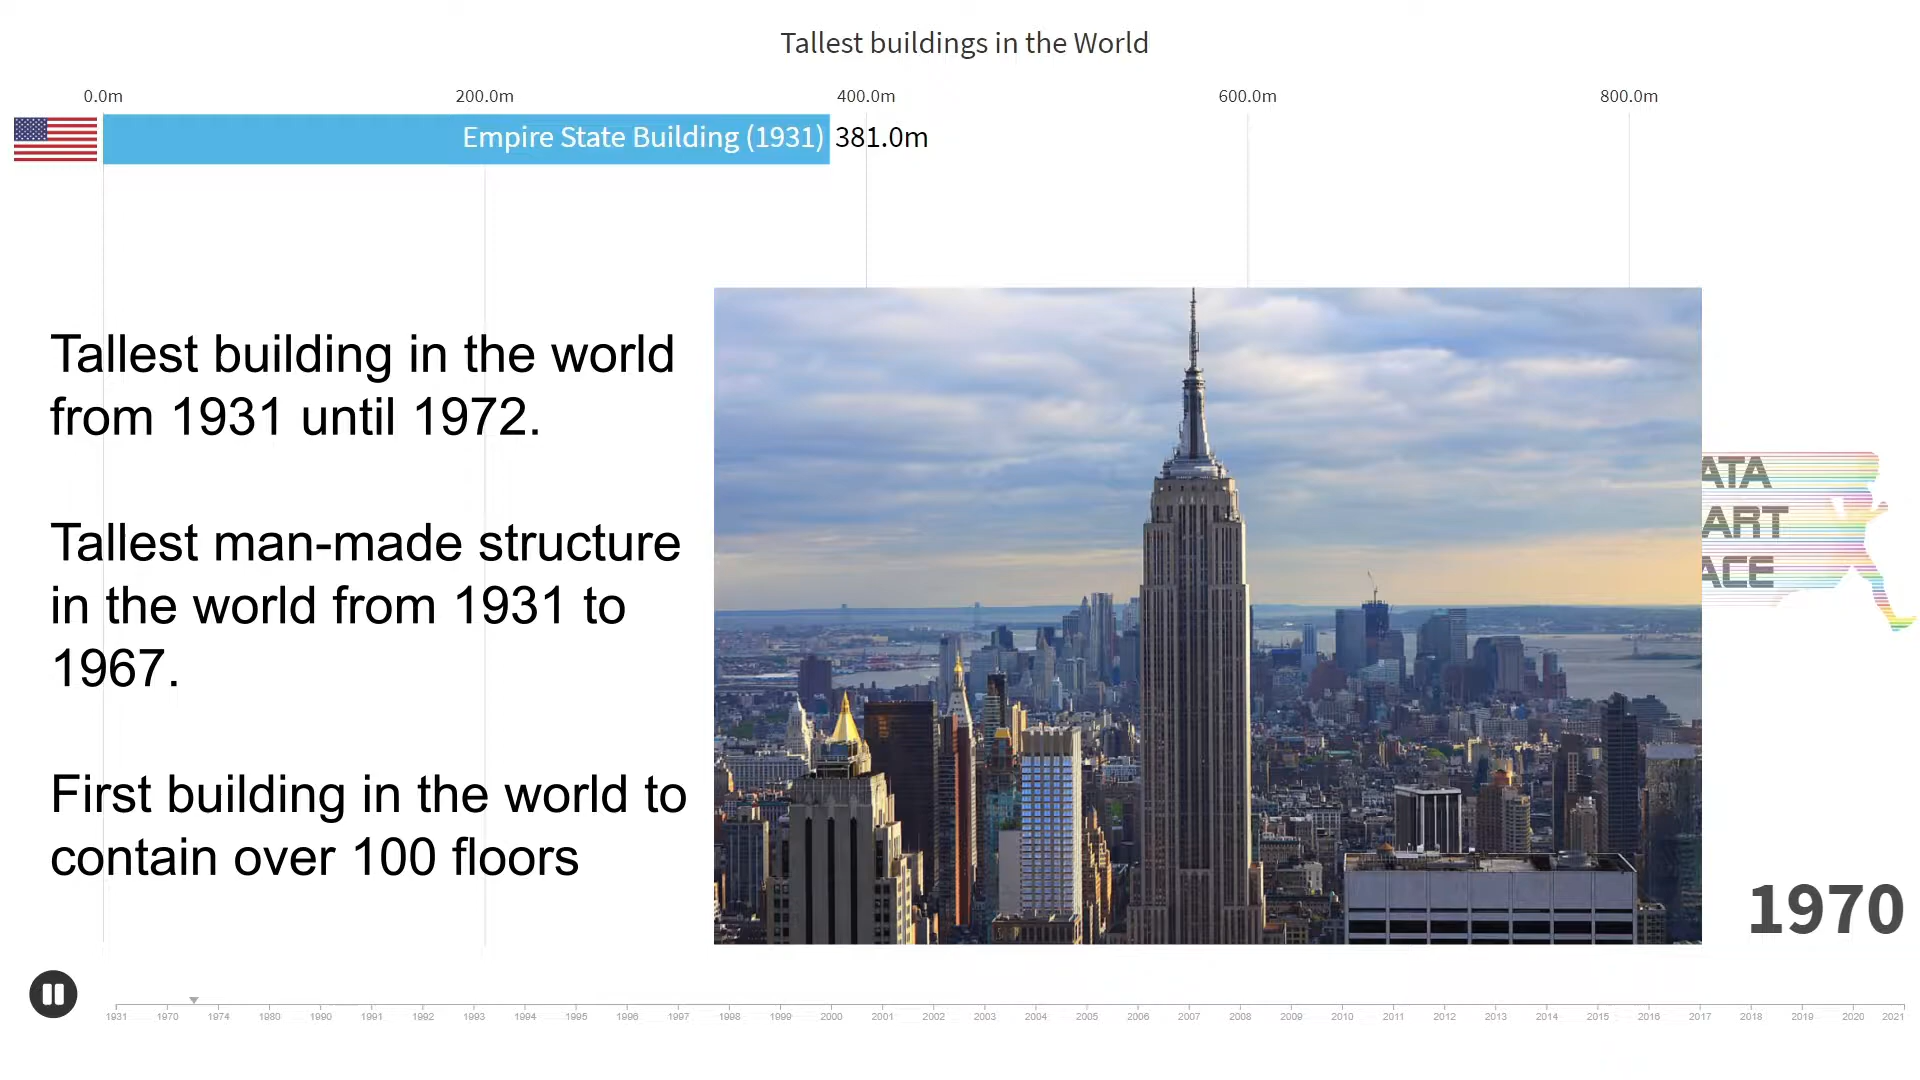 Tallest buildings in the World
0.0m 200.0m 400.0m 600.0m 800.0m
Empire State Building (1931) 381.0m
Tallest building in the world
from 1931 until 1972.
Tallest man-made structure
in the world from 1931 to
1967.
First building in the world to
contain over 100 floors
ATA
ART
ACE
1970
1931 1970 1974 1980 1990 1991 1992 1993 1994 1995 1996 1997 1998 1999 2000 2001 2002 2003 2004 2005 2006 2007 2008 2009 2010 2011 2012 2013 2014 2015 2016 2017 2018 2019 2020 2021